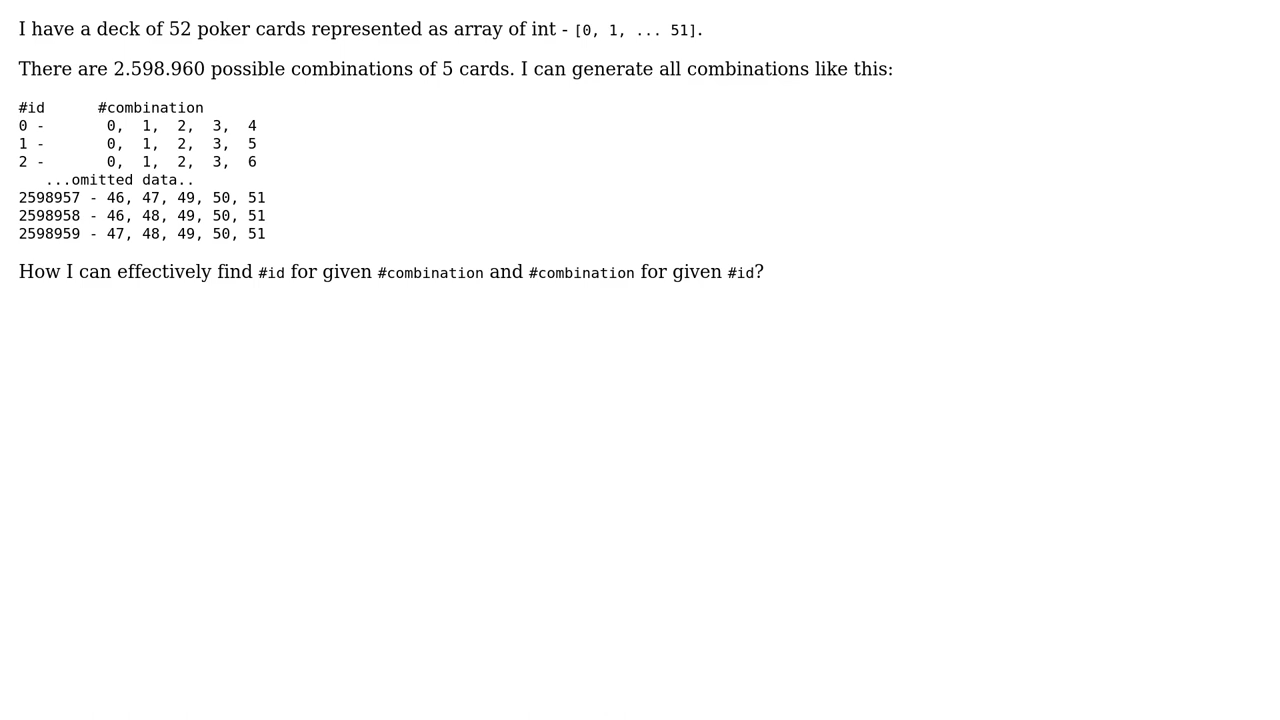 I have a deck of 52 poker cards represented as array of int - [0, 1, ... 51].
There are 2.598.960 possible combinations of 5 cards. I can generate all combinations like this:
#id      #combination
0 -       0,  1,  2,  3,  4
1 -       0,  1,  2,  3,  5
2 -       0,  1,  2,  3,  6
   ...omitted data..
2598957 - 46, 47, 49, 50, 51
2598958 - 46, 48, 49, 50, 51
2598959 - 47, 48, 49, 50, 51
How I can effectively find #id for given #combination and #combination for given #id?